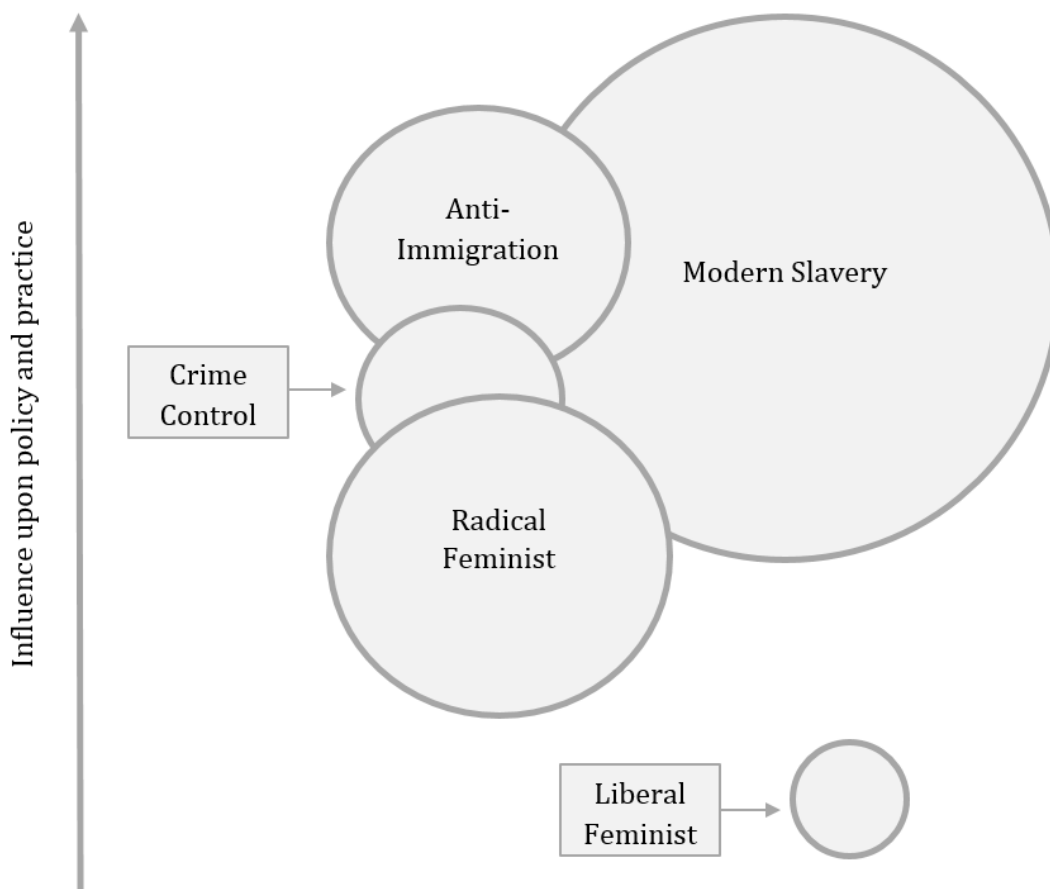 Influence upon policy and practice
Anti-
Immigration
Modern Slavery
Crime
Control
Radical
Feminist
Liberal
Feminist